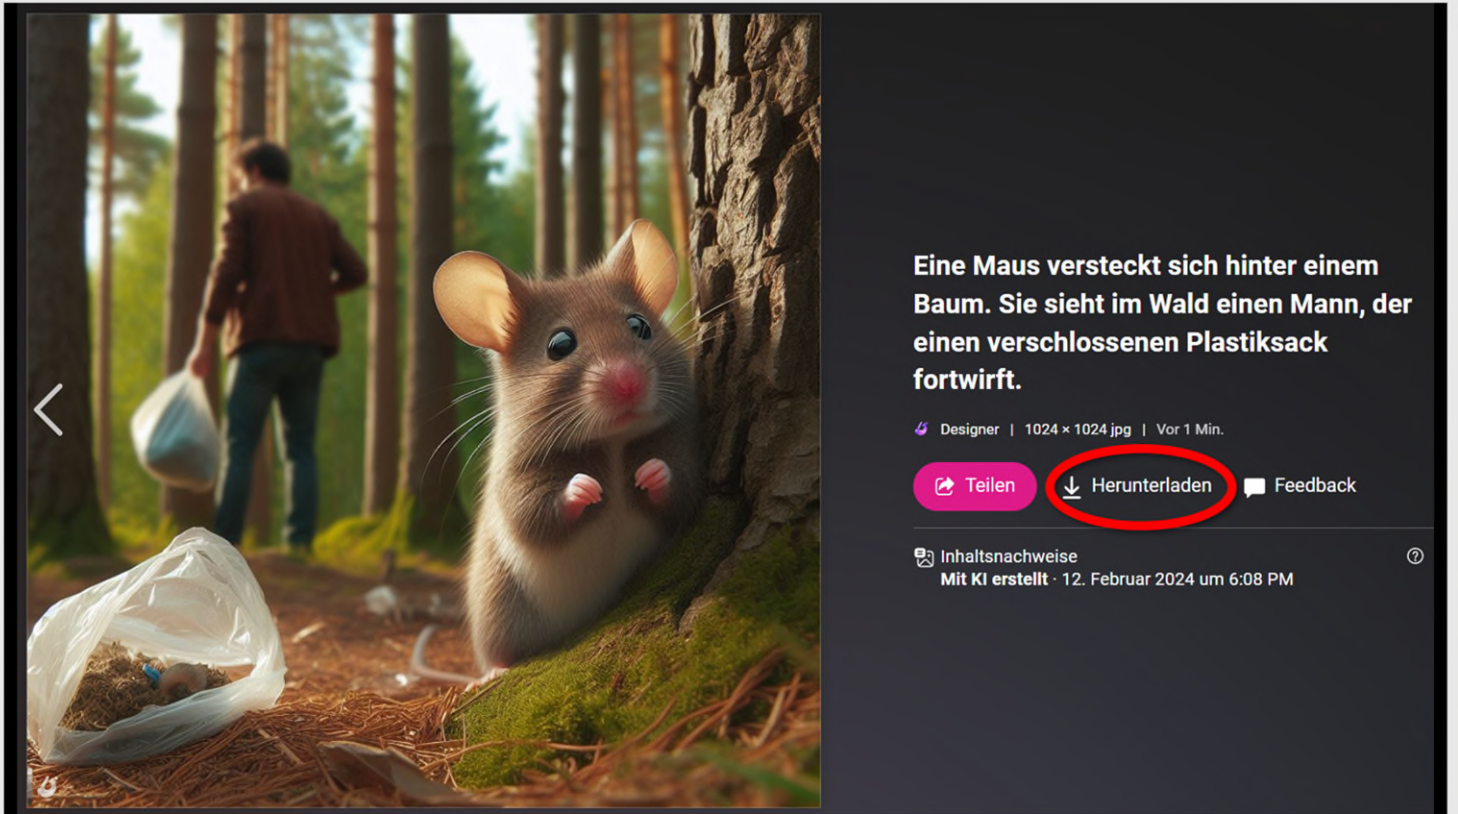 Eine Maus versteckt sich hinter einem
Baum. Sie sieht im Wald einen Mann, der
einen verschlossenen Plastiksack
fortwirft.
Designer | 1024 × 1024 jpg | Vor 1 Min.
Teilen Herunterladen Feedback
Inhaltsnachweise
Mit KI erstellt · 12. Februar 2024 um 6:08 PM